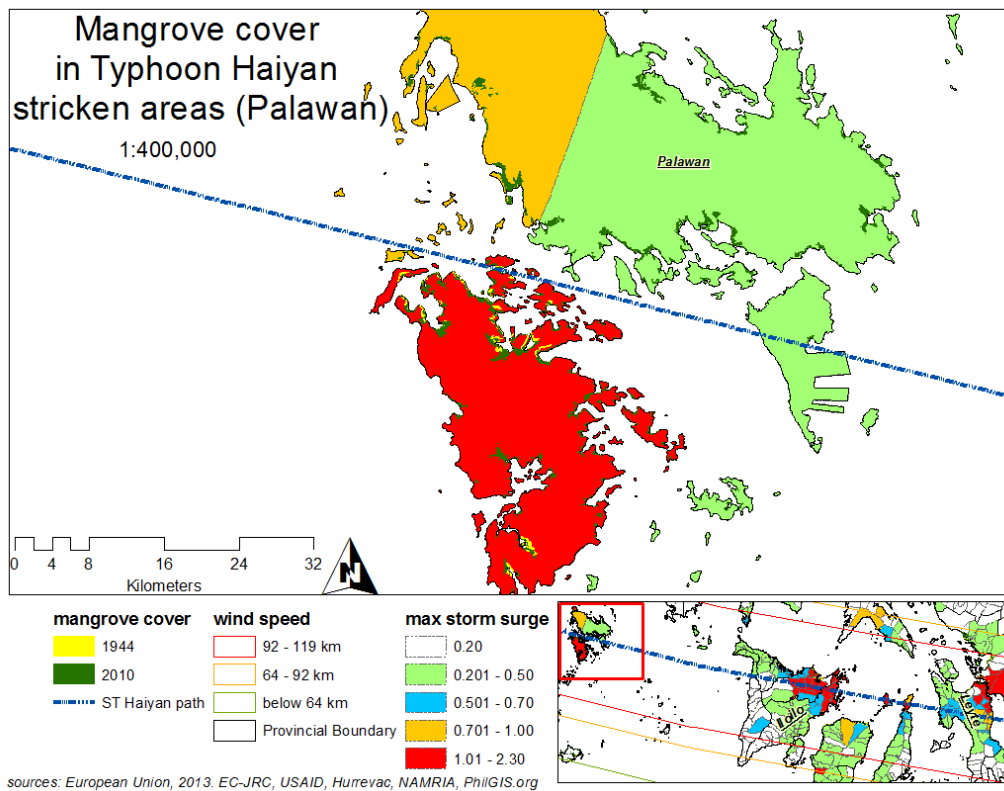 Mangrove cover
in Typhoon Haiyan
stricken areas (Palawan)
1:400,000
Palawan
0 4 8 16 24 32
Kilometers
N
mangrove cover
1944
2010
ST Haiyan path
wind speed
92 - 119 km
64 - 92 km
below 64 km
Provincial Boundary
max storm surge
0.20
0.201 - 0.50
0.501 - 0.70
0.701 - 1.00
1.01 - 2.30
Iloilo
Leyte
sources: European Union, 2013. EC-JRC, USAID, Hurrevac, NAMRIA, PhilGIS.org